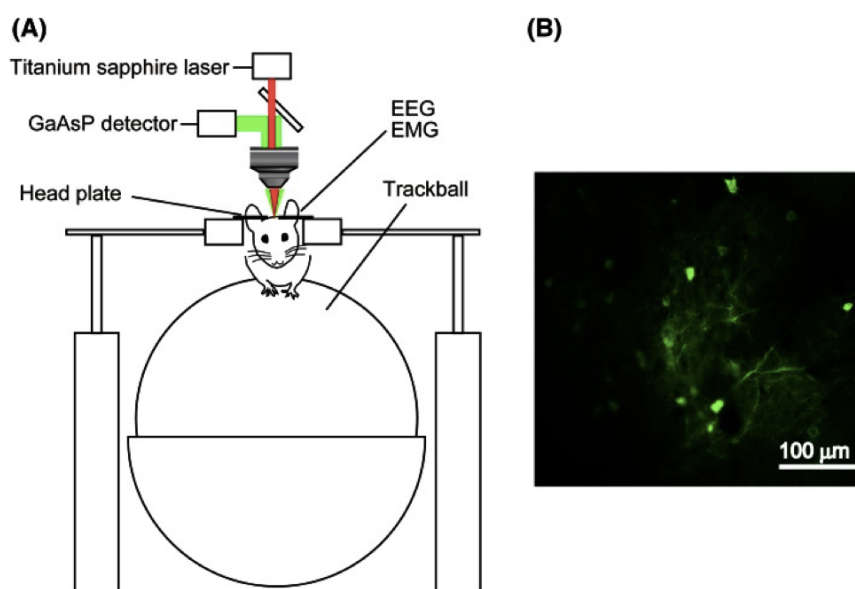 (A)
Titanium sapphire laser
GaAsP detector
EEG
EMG
Head plate
Trackball
(B)
100 μm